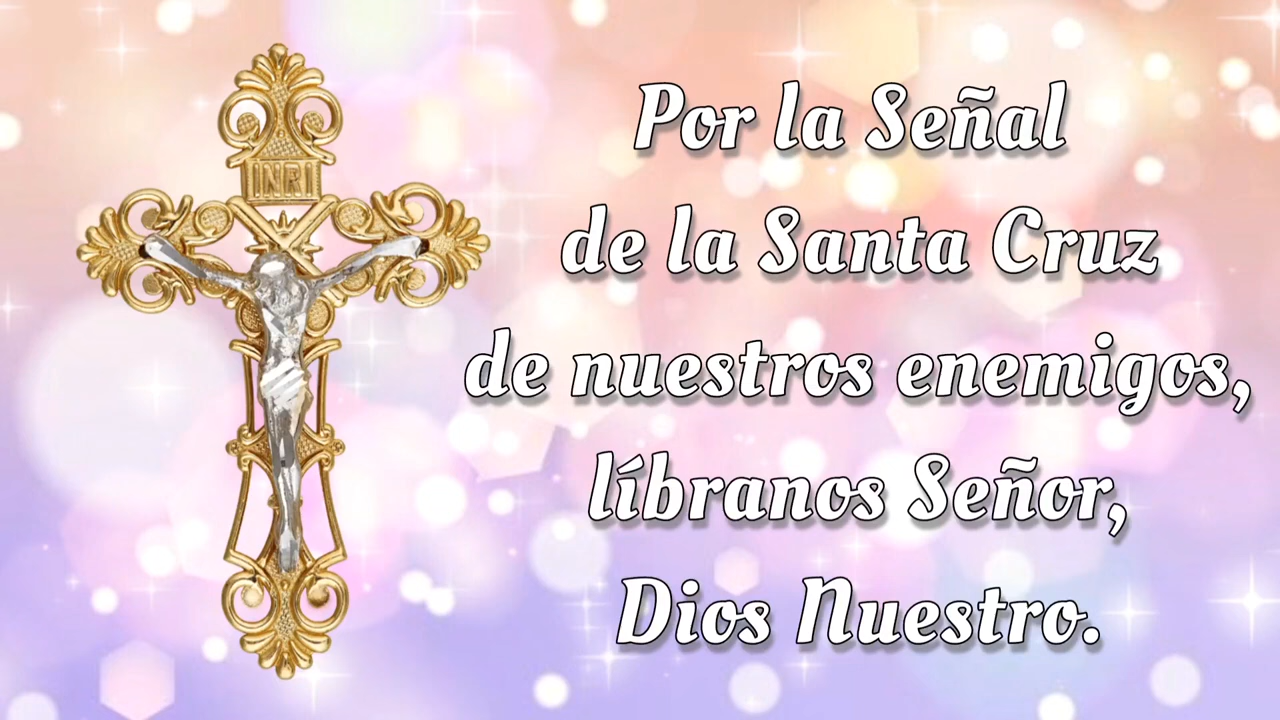 INRI
Por la Señal
de la Santa Cruz
de nuestros enemigos,
líbranos Señor,
Dios Nuestro.